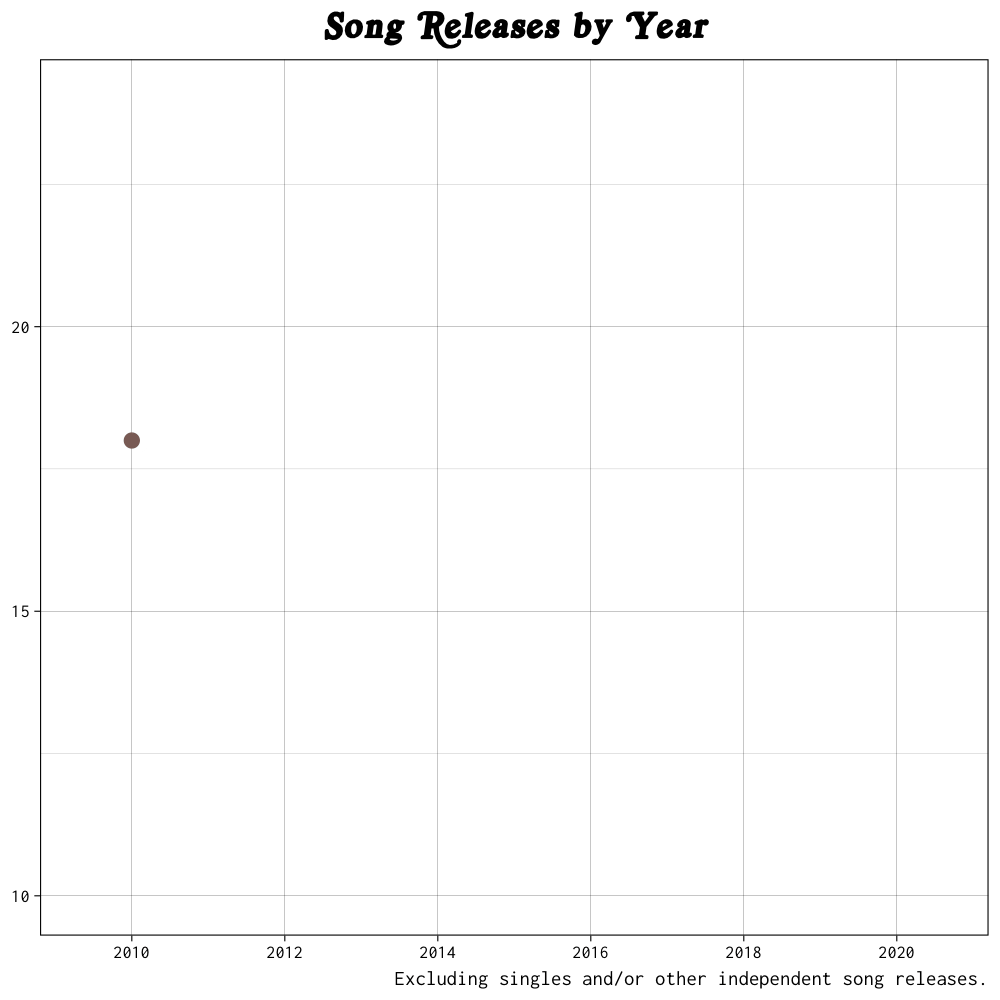 Song Releases by Year
20
15
10
2010 2012 2014 2016 2018 2020
Excluding singles and/or other independent song releases.